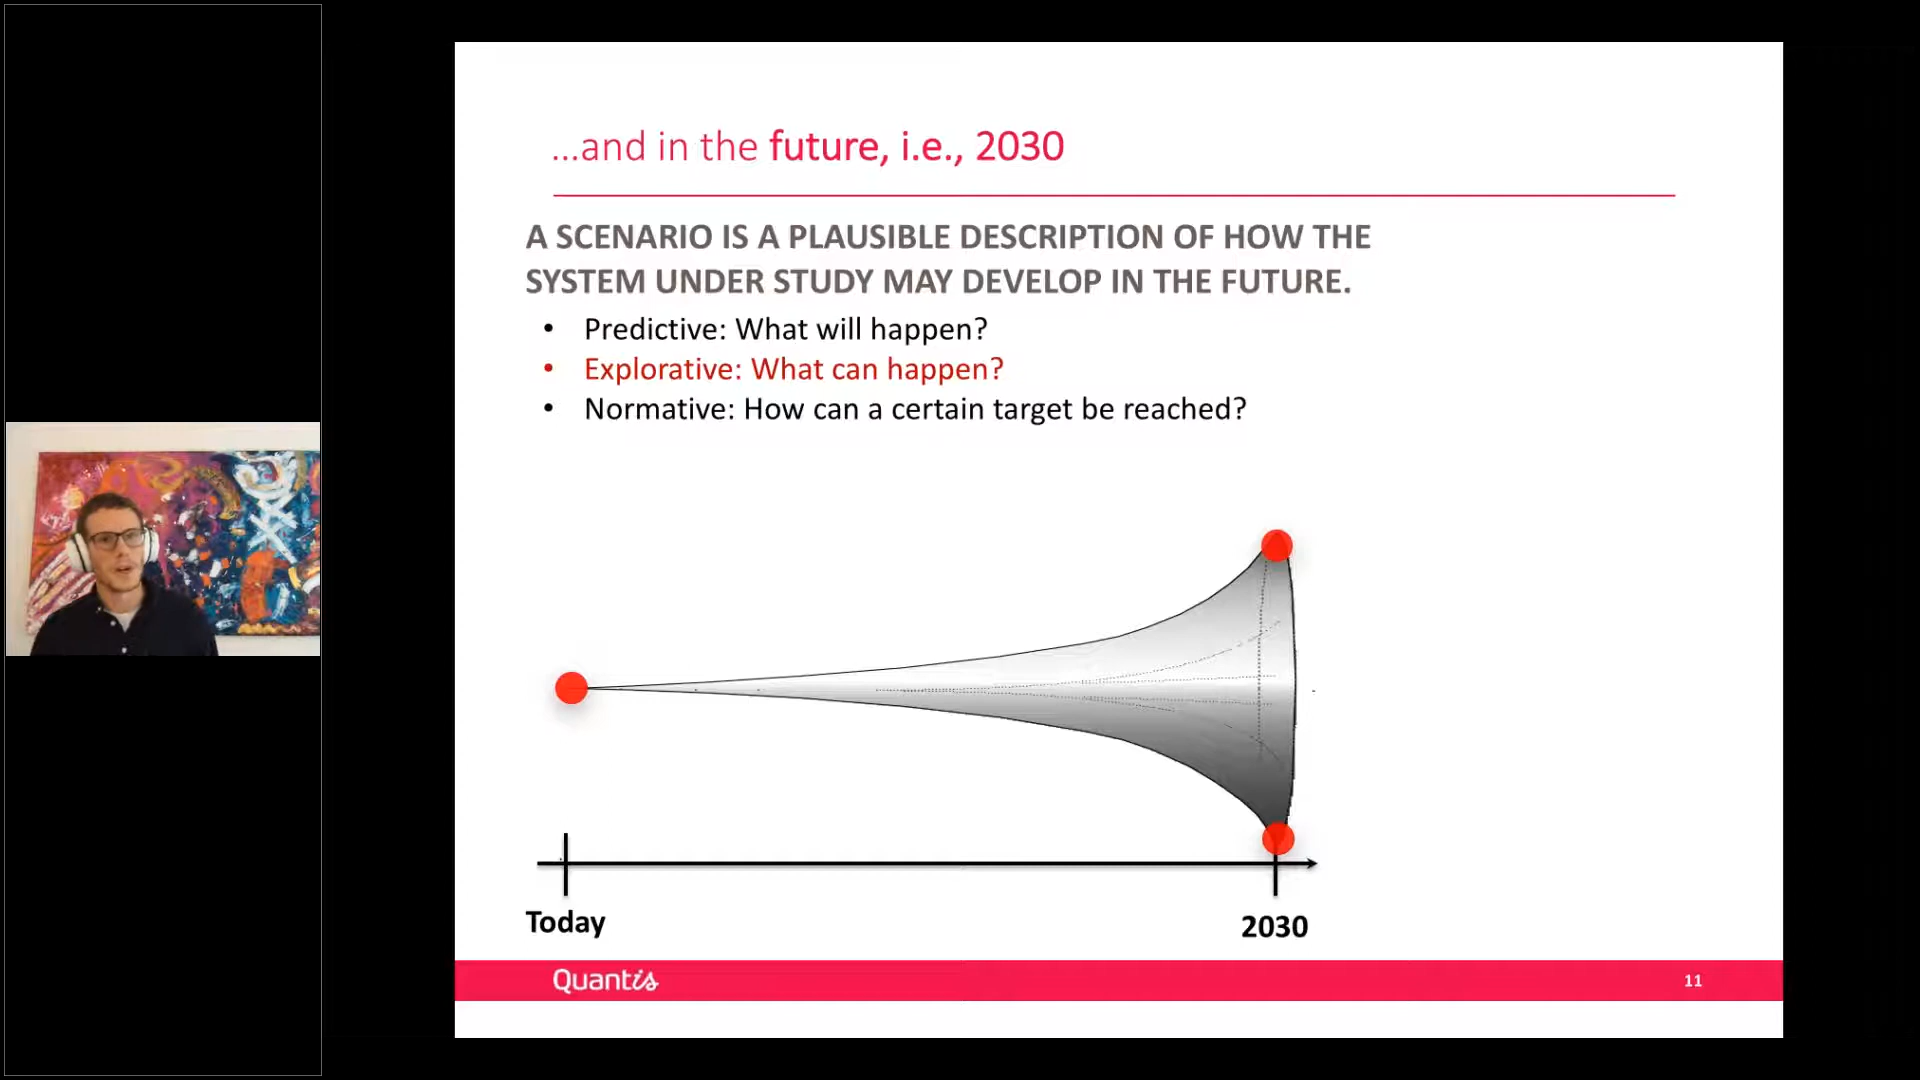 ...and in the future, i.e., 2030
A SCENARIO IS A PLAUSIBLE DESCRIPTION OF HOW THE
SYSTEM UNDER STUDY MAY DEVELOP IN THE FUTURE.
• Predictive: What will happen?
• Explorative: What can happen?
• Normative: How can a certain target be reached?
Today
2030
Quantis
11